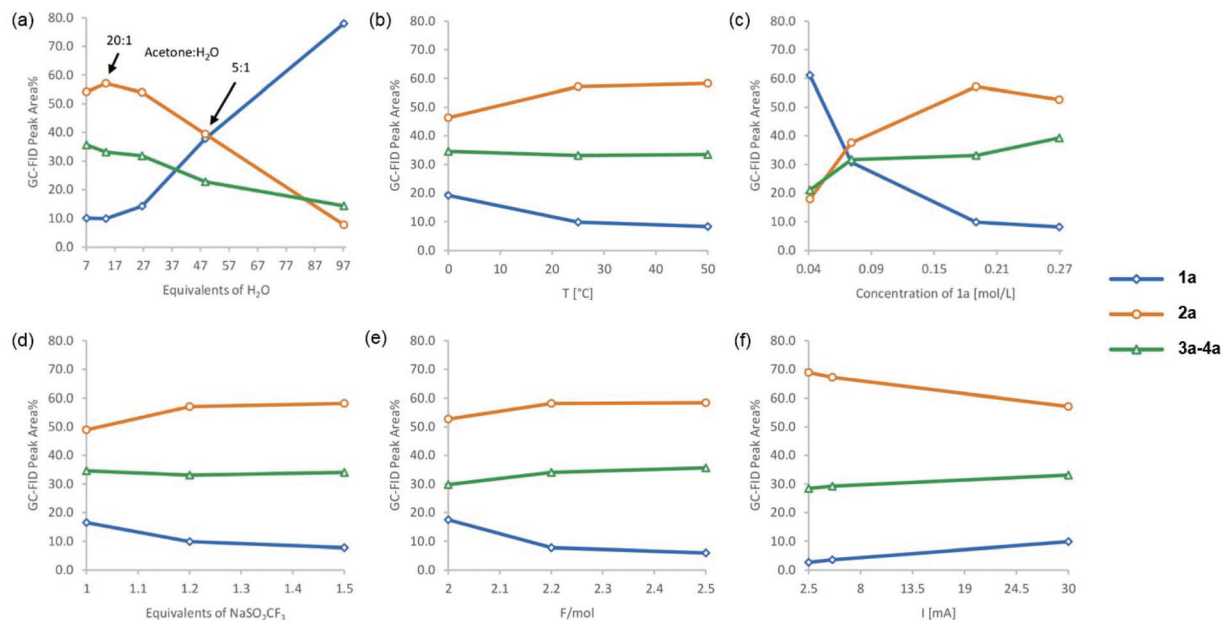 (a)
GC-FID Peak Area%
80.0
70.0
60.0
50.0
40.0
30.0
20.0
10.0
0.0
20:1
Acetone:H₂O
5:1
7 17 27 37 47 57 67 77 87 97
Equivalents of H₂O
(b)
GC-FID Peak Area%
80.0
70.0
60.0
50.0
40.0
30.0
20.0
10.0
0.0
0 10 20 30 40 50
T [°C]
(c)
GC-FID Peak Area%
80.0
70.0
60.0
50.0
40.0
30.0
20.0
10.0
0.0
0.04 0.09 0.15 0.21 0.27
Concentration of 1a [mol/L]
1a
2a
3a-4a
(d)
GC-FID Peak Area%
80.0
70.0
60.0
50.0
40.0
30.0
20.0
10.0
0.0
1 1.1 1.2 1.3 1.4 1.5
Equivalents of NaSO₂CF₃
(e)
GC-FID Peak Area%
80.0
70.0
60.0
50.0
40.0
30.0
20.0
10.0
0.0
2 2.1 2.2 2.3 2.4 2.5
F/mol
(f)
GC-FID Peak Area%
80.0
70.0
60.0
50.0
40.0
30.0
20.0
10.0
0.0
2.5 8 13.5 19 24.5 30
I [mA]